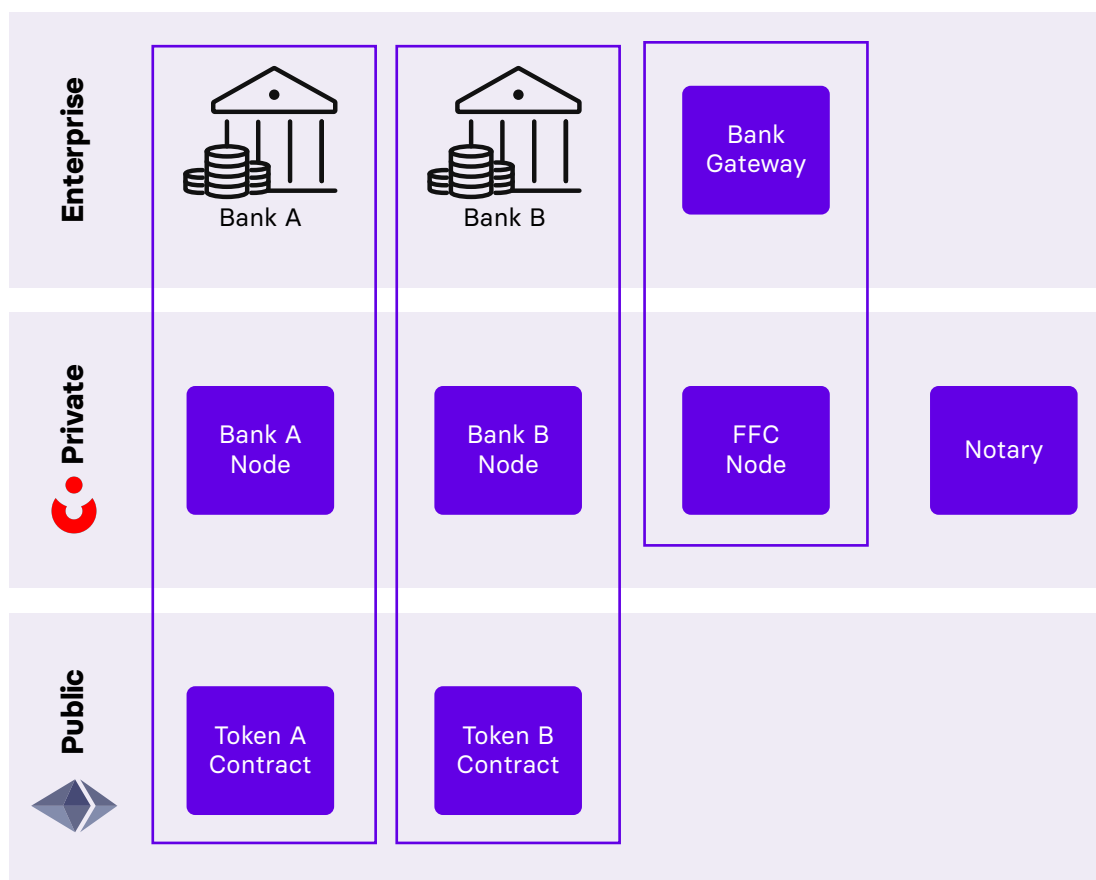 Enterprise
Bank A
Bank B
Bank
Gateway
Private
Bank A
Node
Bank B
Node
FFC
Node
Notary
Public
Token A
Contract
Token B
Contract